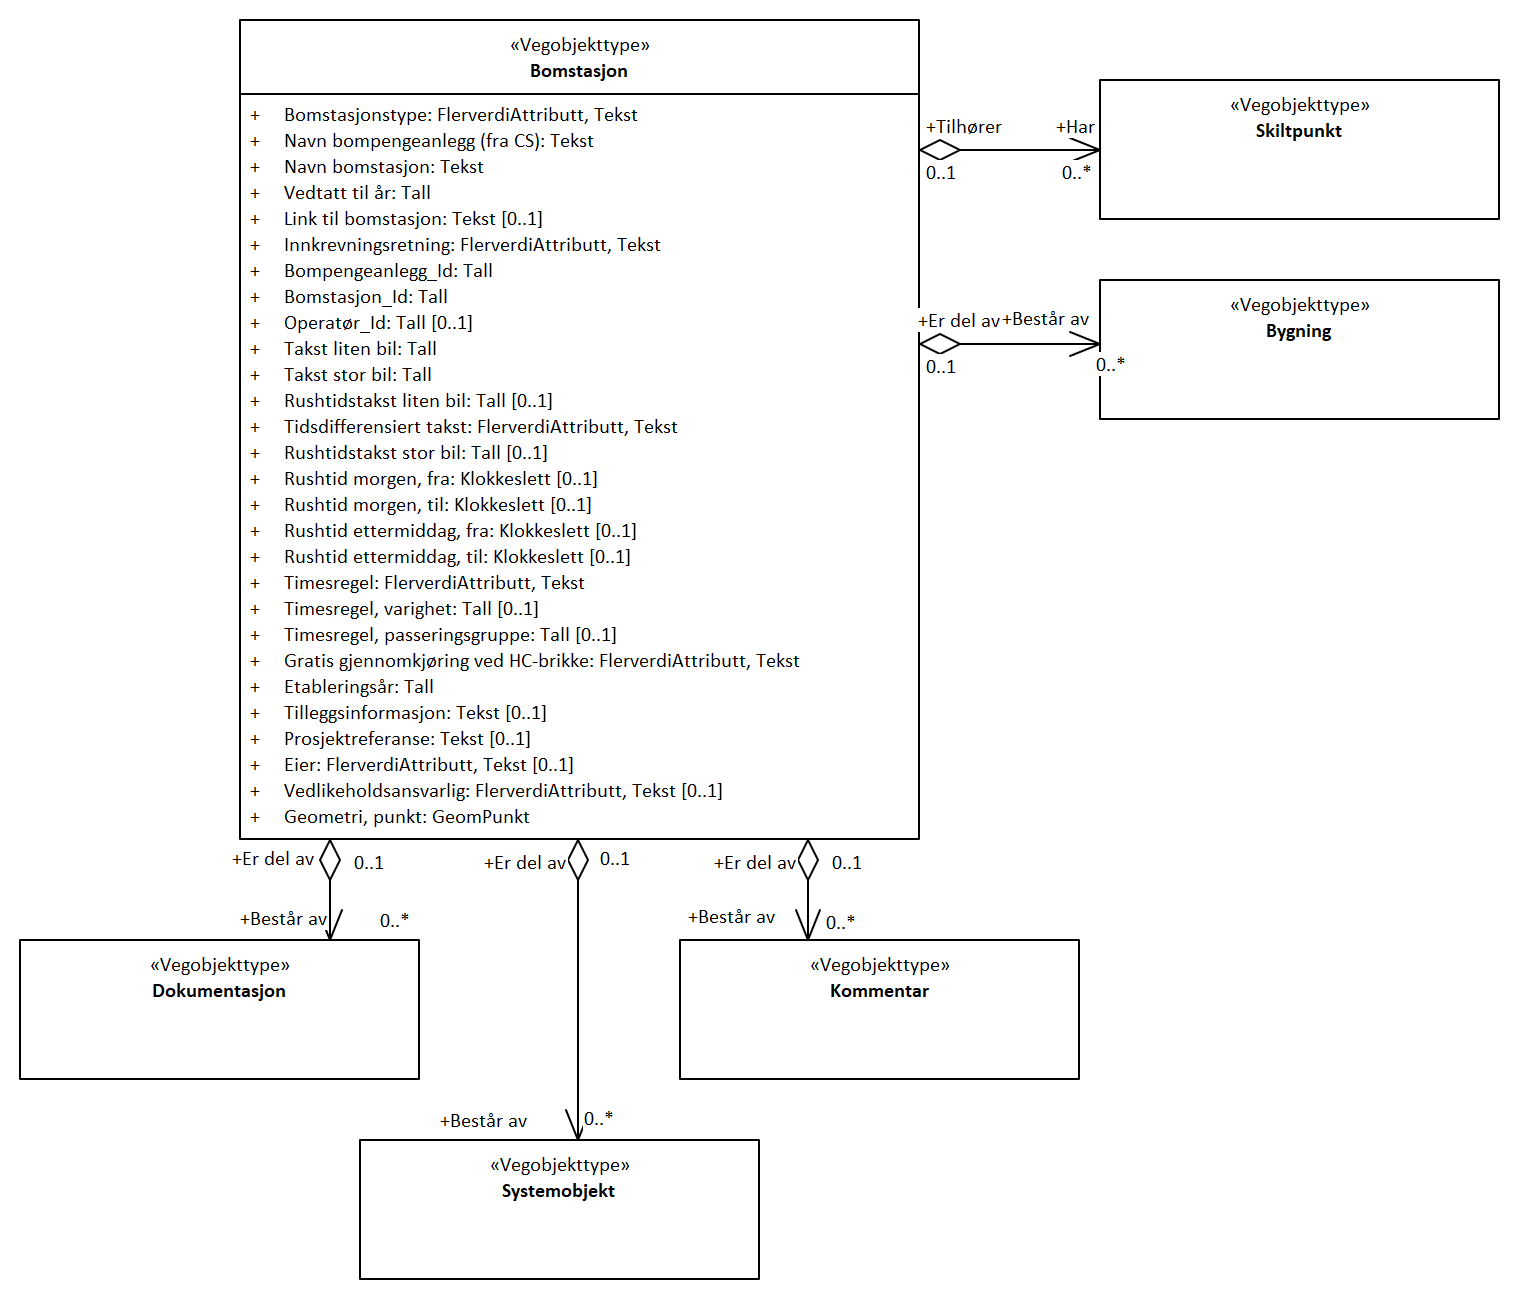 «Vegobjekttype»
Bomstasjon
+ Bomstasjonstype: FlerverdiAttributt, Tekst
+ Navn bompengeanlegg (fra CS): Tekst
+ Navn bomstasjon: Tekst
+ Vedtatt til år: Tall
+ Link til bomstasjon: Tekst [0..1]
+ Innkrevningsretning: FlerverdiAttributt, Tekst
+ Bompengeanlegg_Id: Tall
+ Bomstasjon_Id: Tall
+ Operatør_Id: Tall [0..1]
+ Takst liten bil: Tall
+ Takst stor bil: Tall
+ Rushtidstakst liten bil: Tall [0..1]
+ Tidsdifferensiert takst: FlerverdiAttributt, Tekst
+ Rushtidstakst stor bil: Tall [0..1]
+ Rushtid morgen, fra: Klokkeslett [0..1]
+ Rushtid morgen, til: Klokkeslett [0..1]
+ Rushtid ettermiddag, fra: Klokkeslett [0..1]
+ Rushtid ettermiddag, til: Klokkeslett [0..1]
+ Timesregel: FlerverdiAttributt, Tekst
+ Timesregel, varighet: Tall [0..1]
+ Timesregel, passeringsgruppe: Tall [0..1]
+ Gratis gjennomkjøring ved HC-brikke: FlerverdiAttributt, Tekst
+ Etableringsår: Tall
+ Tilleggsinformasjon: Tekst [0..1]
+ Prosjektreferanse: Tekst [0..1]
+ Eier: FlerverdiAttributt, Tekst [0..1]
+ Vedlikeholdsansvarlig: FlerverdiAttributt, Tekst [0..1]
+ Geometri, punkt: GeomPunkt
+Tilhører +Har
0..1 0..*
«Vegobjekttype»
Skiltpunkt
+Er del av +Består av
0..1 0..*
«Vegobjekttype»
Bygning
+Er del av 0..1
+Består av 0..*
«Vegobjekttype»
Dokumentasjon
+Er del av 0..1
+Består av 0..*
«Vegobjekttype»
Systemobjekt
+Er del av 0..1
+Består av 0..*
«Vegobjekttype»
Kommentar